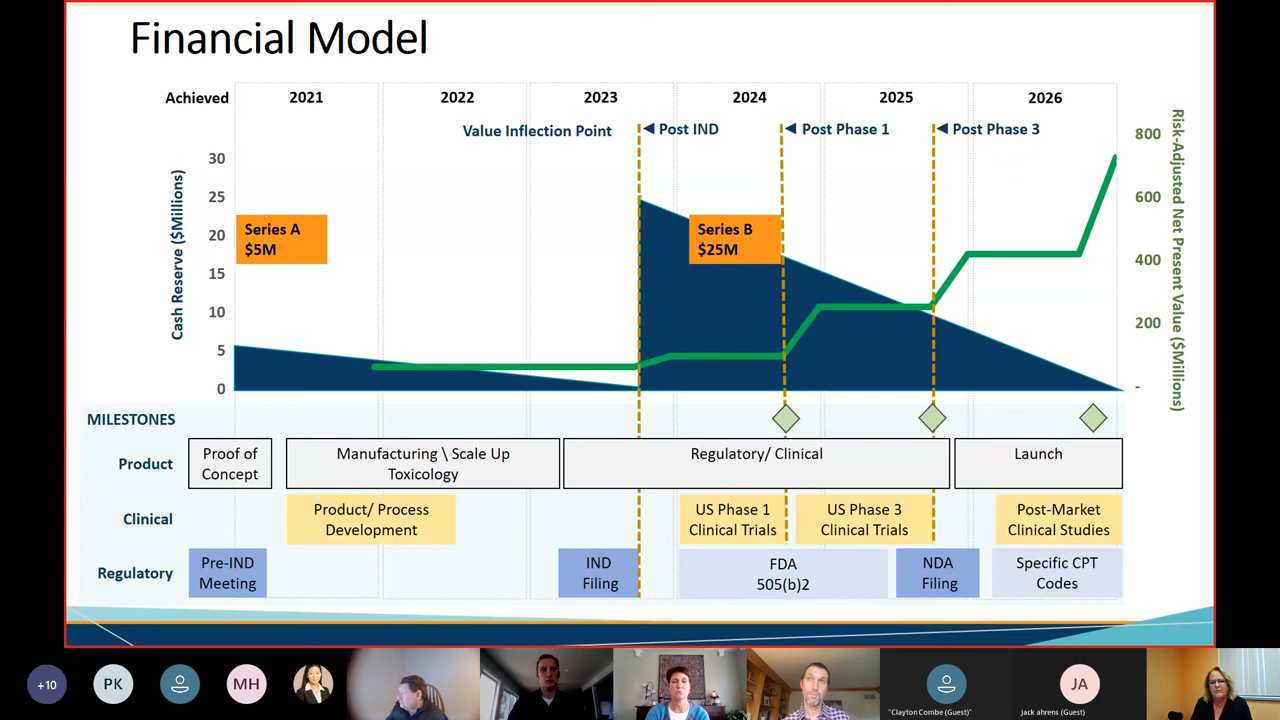 Financial Model
Achieved
2021
2022
2023
2024
2025
2026
Value Inflection Point
◄ Post IND
◄ Post Phase 1
◄ Post Phase 3
Cash Reserve ($Millions)
30
25
20
15
10
5
0
Series A
$5M
Series B
$25M
800
600
400
200
-
Risk-Adjusted Net Present Value ($Millions)
MILESTONES
Product
Proof of
Concept
Manufacturing \ Scale Up
Toxicology
Regulatory/ Clinical
Launch
Clinical
Product/ Process
Development
US Phase 1
Clinical Trials
US Phase 3
Clinical Trials
Post-Market
Clinical Studies
Regulatory
Pre-IND
Meeting
IND
Filing
FDA
505(b)2
NDA
Filing
Specific CPT
Codes
+10
PK
MH
"Clayton Combe (Guest)"
JA
jack ahrens (Guest)